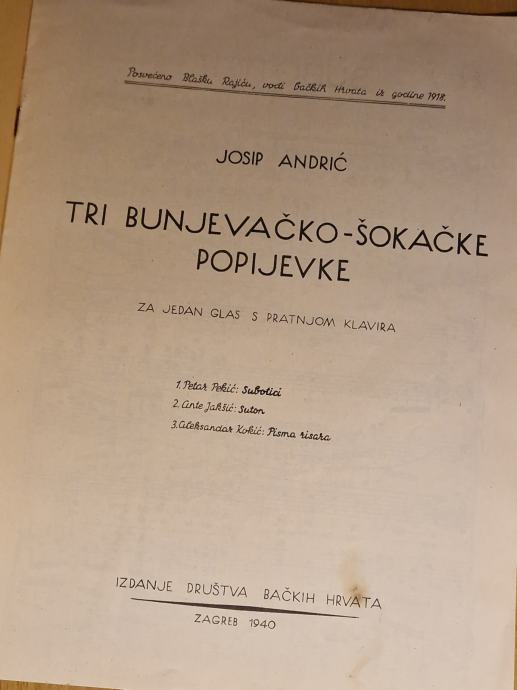 Posvećeno Blašku Rajiću, vođi bačkih Hrvata iz godine 1918.
JOSIP ANDRIĆ
TRI BUNJEVAČKO-ŠOKAČKE
POPIJEVKE
ZA JEDAN GLAS S PRATNJOM KLAVIRA
1. Petar Pekić: Subotici
2. Ante Jakšić: Suton
3. Aleksandar Kokić: Pisma risara
IZDANJE DRUŠTVA BAČKIH HRVATA
ZAGREB 1940